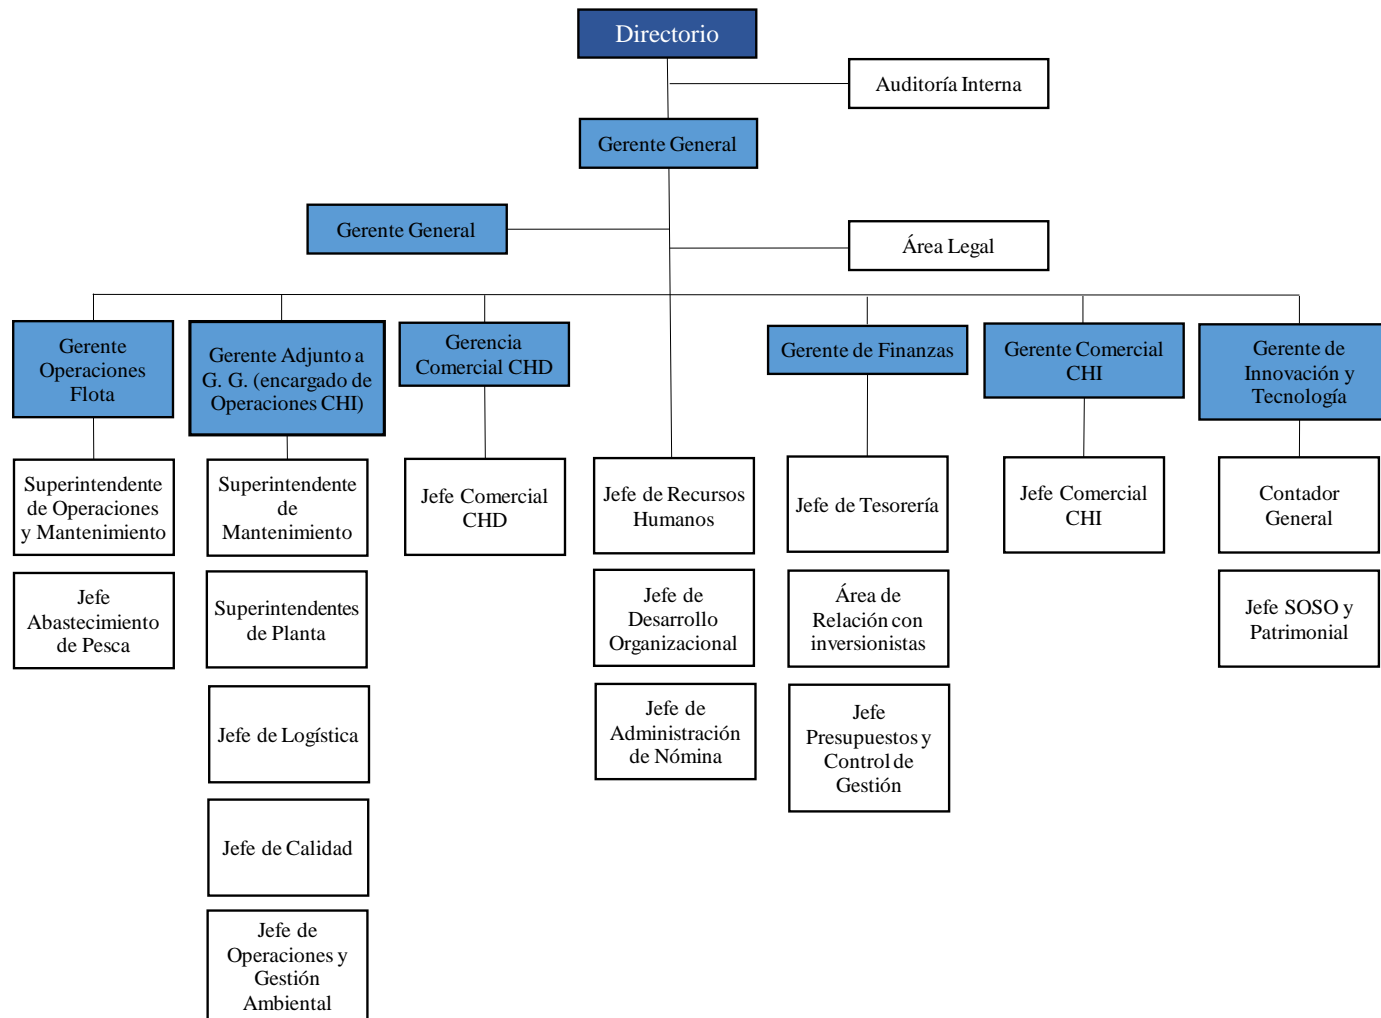 Directorio
Auditoría Interna
Gerente General
Gerente General
Área Legal
Gerente
Operaciones
Flota
Gerente Adjunto a
G. G. (encargado de
Operaciones CHI)
Gerencia
Comercial CHD
Gerente de Finanzas
Gerente Comercial
CHI
Gerente de
Innovación y
Tecnología
Superintendente
de Operaciones
y Mantenimiento
Superintendente
de
Mantenimiento
Jefe Comercial
CHD
Jefe de Recursos
Humanos
Jefe de Tesorería
Jefe Comercial
CHI
Contador
General
Jefe
Abastecimiento
de Pesca
Superintendentes
de Planta
Jefe de
Desarrollo
Organizacional
Área de
Relación con
inversionistas
Jefe SOSO y
Patrimonial
Jefe de Logística
Jefe de
Administración
de Nómina
Jefe
Presupuestos y
Control de
Gestión
Jefe de Calidad
Jefe de
Operaciones y
Gestión
Ambiental